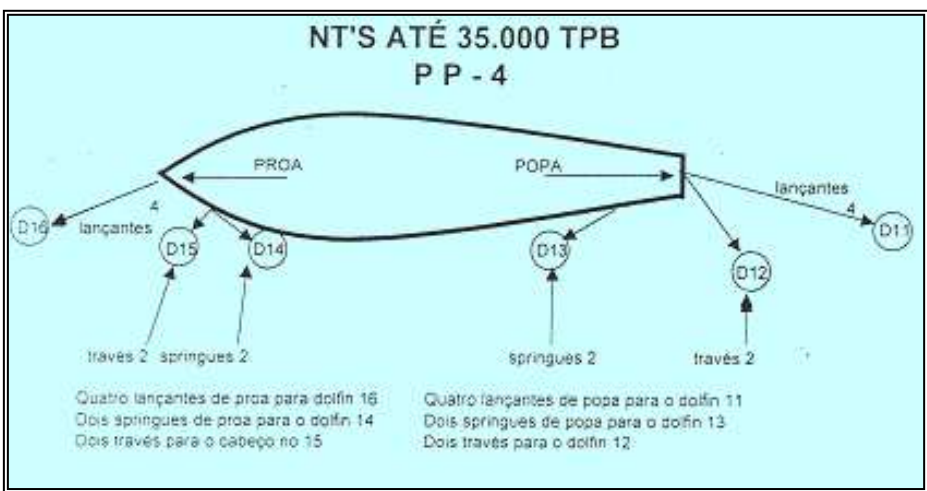 NT'S ATÉ 35.000 TPB
P P - 4
PROA
POPA
lançantes
4
4
lançantes
D16
D15
D14
D13
D12
D11
través 2
springues 2
springues 2
través 2
Quatro lançantes de proa para dolfin 16
Dois springues de proa para o dolfin 14
Dois través para o cabeço no 15
Quatro lançantes de popa para o dolfin 11
Dois springues de popa para o dolfin 13
Dois través para o dolfin 12